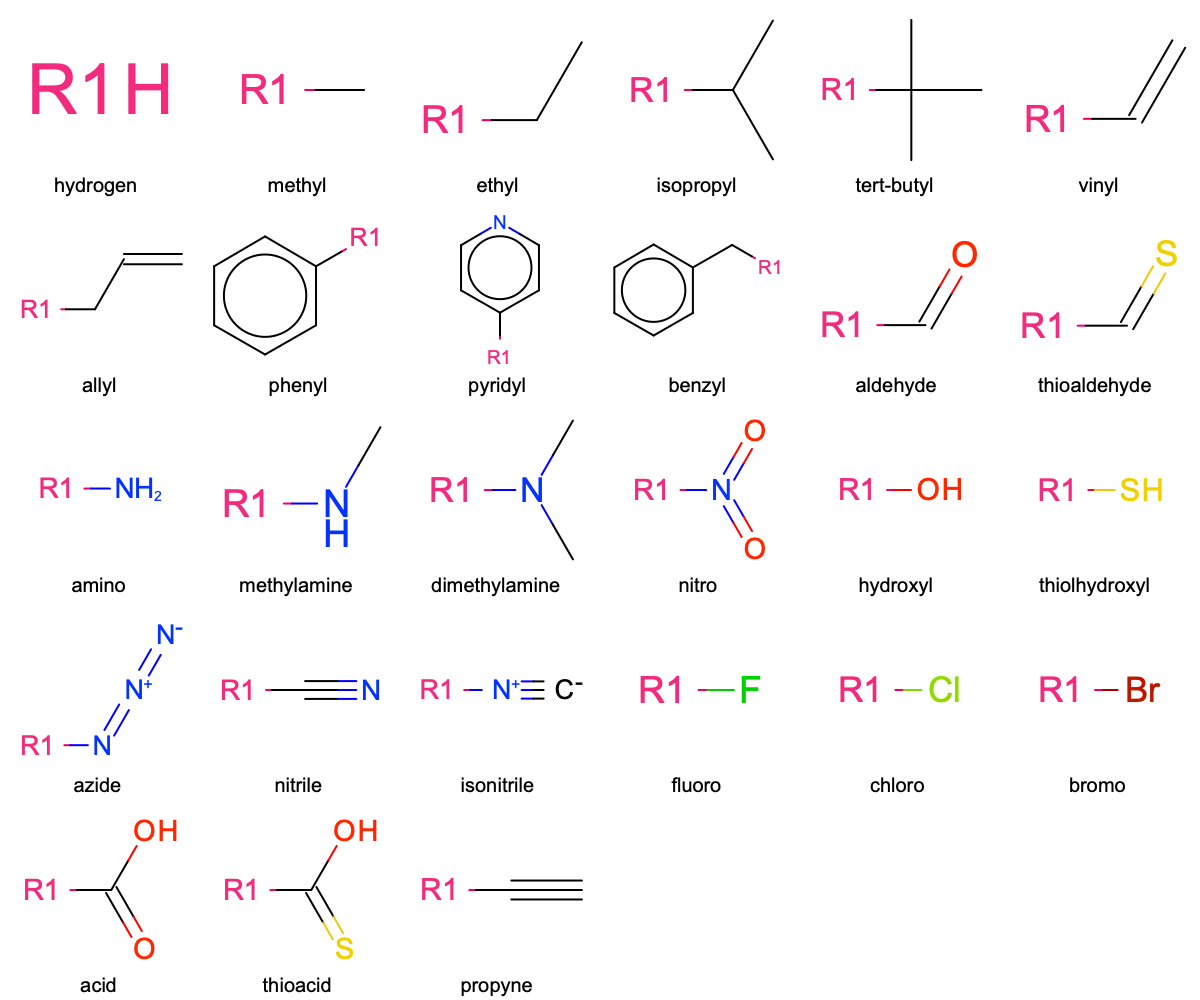 R1H R1 R1 R1 R1 R1
hydrogen methyl ethyl isopropyl tert-butyl vinyl
R1 R1 N R1 R1 R1 O R1 S
allyl phenyl pyridyl benzyl aldehyde thioaldehyde
R1 NH2 R1 N H R1 N R1 N O O R1 OH R1 SH
amino methylamine dimethylamine nitro hydroxyl thiolhydroxyl
R1 N N+ N- R1 N R1 N+ C- R1 F R1 Cl R1 Br
azide nitrile isonitrile fluoro chloro bromo
R1 OH O R1 OH S R1
acid thioacid propyne